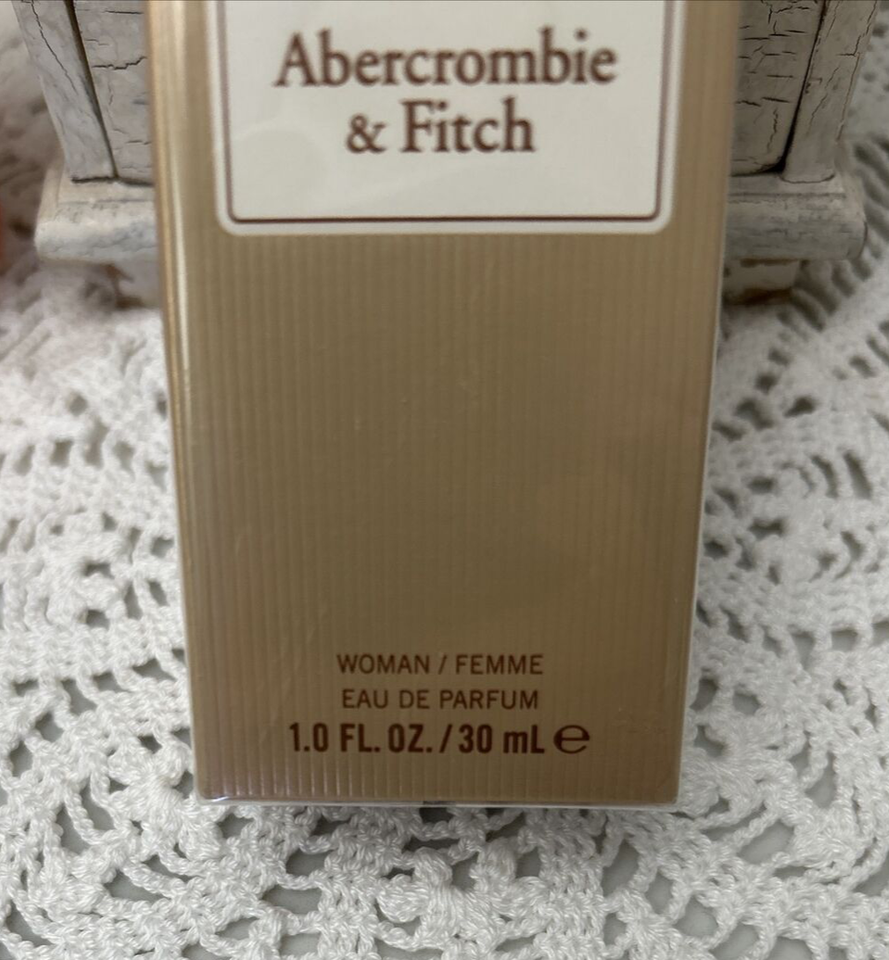 Abercrombie
& Fitch
WOMAN / FEMME
EAU DE PARFUM
1.0 FL. OZ. / 30 mL ℮